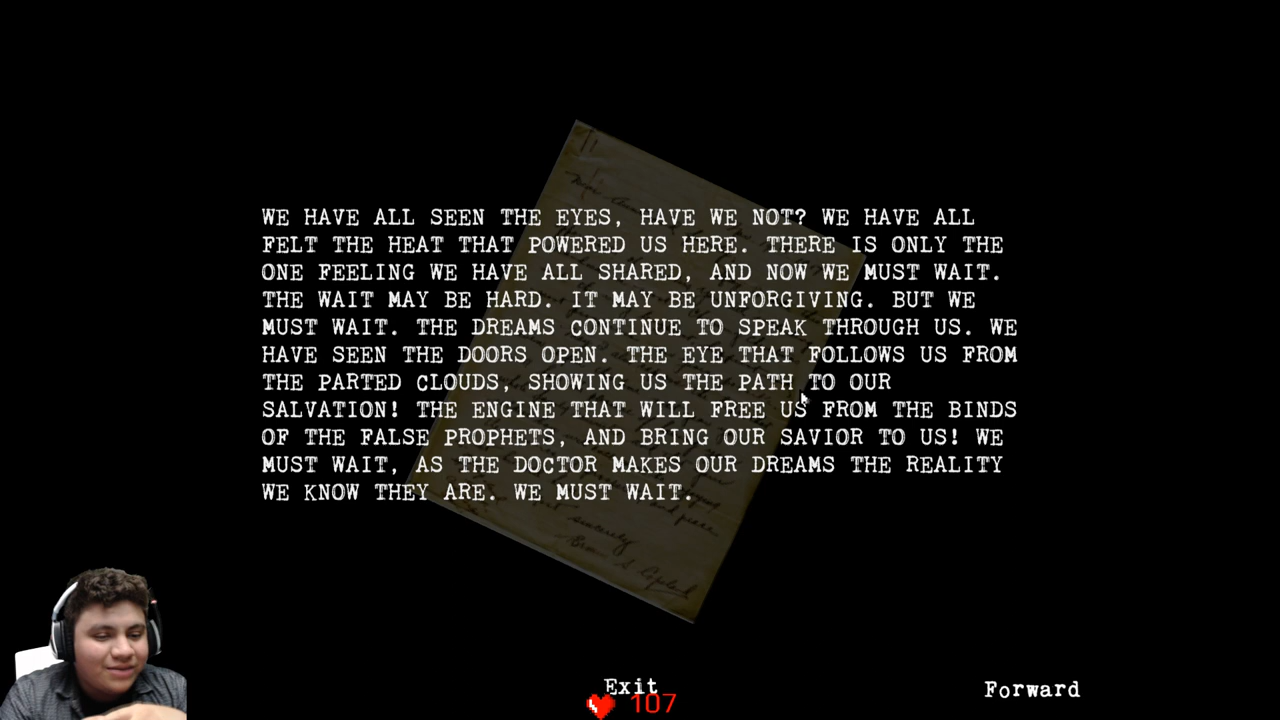 WE HAVE ALL SEEN THE EYES, HAVE WE NOT? WE HAVE ALL
FELT THE HEAT THAT POWERED US HERE. THERE IS ONLY THE
ONE FEELING WE HAVE ALL SHARED, AND NOW WE MUST WAIT.
THE WAIT MAY BE HARD. IT MAY BE UNFORGIVING. BUT WE
MUST WAIT. THE DREAMS CONTINUE TO SPEAK THROUGH US. WE
HAVE SEEN THE DOORS OPEN. THE EYE THAT FOLLOWS US FROM
THE PARTED CLOUDS, SHOWING US THE PATH TO OUR
SALVATION! THE ENGINE THAT WILL FREE US FROM THE BINDS
OF THE FALSE PROPHETS, AND BRING OUR SAVIOR TO US! WE
MUST WAIT, AS THE DOCTOR MAKES OUR DREAMS THE REALITY
WE KNOW THEY ARE. WE MUST WAIT.
sincerely
Exit
107
Forward